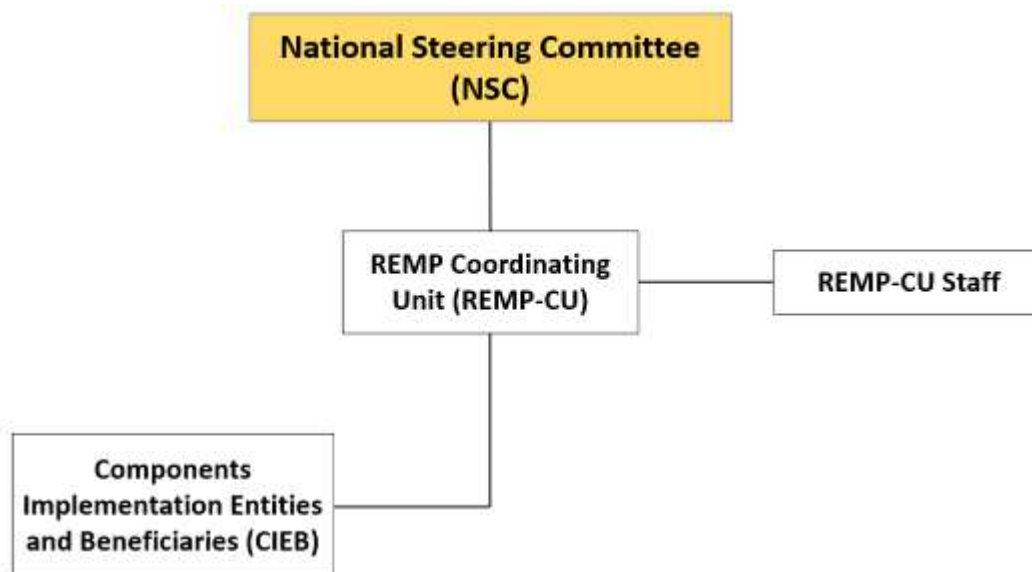 National Steering Committee
(NSC)
REMP Coordinating
Unit (REMP-CU)
REMP-CU Staff
Components
Implementation Entities
and Beneficiaries (CIEB)